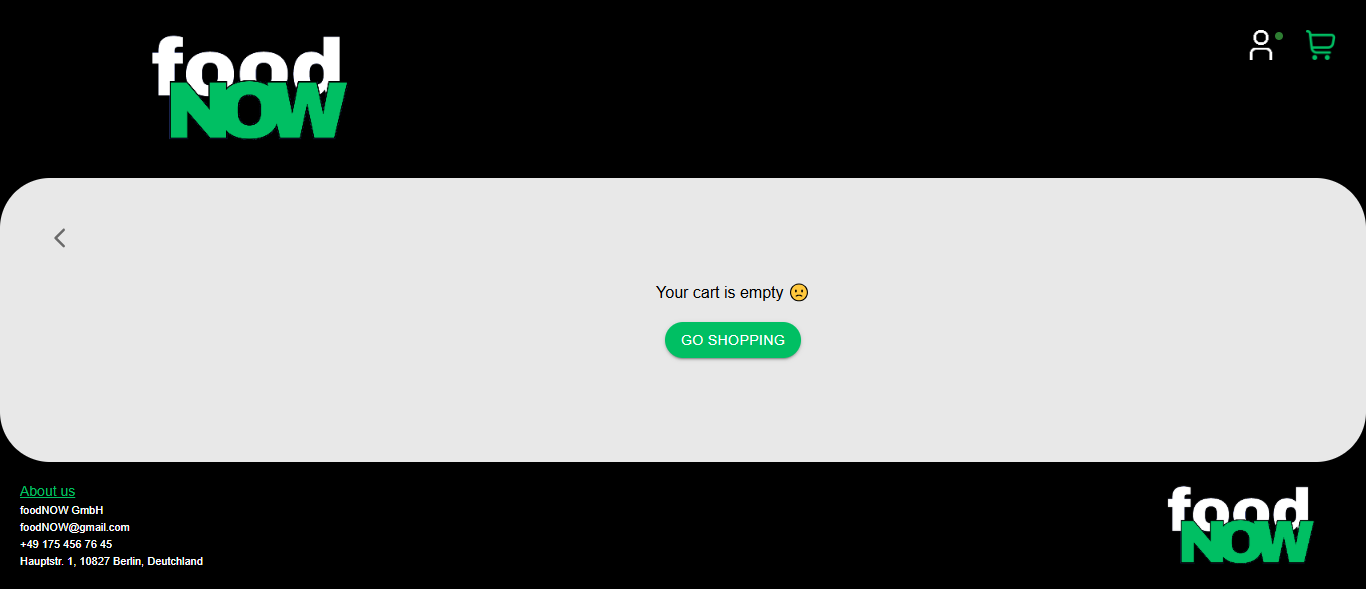 food
NOW
Your cart is empty 🙁
GO SHOPPING
About us
foodNOW GmbH
foodNOW@gmail.com
+49 175 456 76 45
Hauptstr. 1, 10827 Berlin, Deutchland
food
NOW